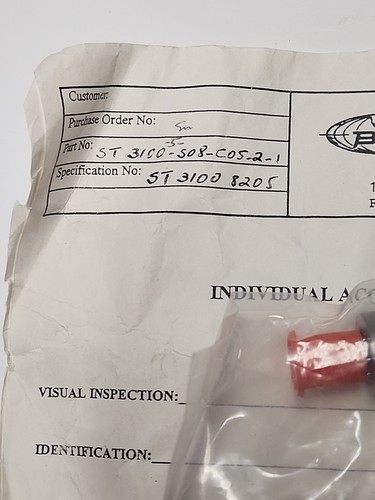 Customer:
Purchase Order No: Sm
Part No: ST 3100-S08-C05-2-1
Specification No: ST 3100 8205
INDIVIDUAL
VISUAL INSPECTION:
IDENTIFICATION: